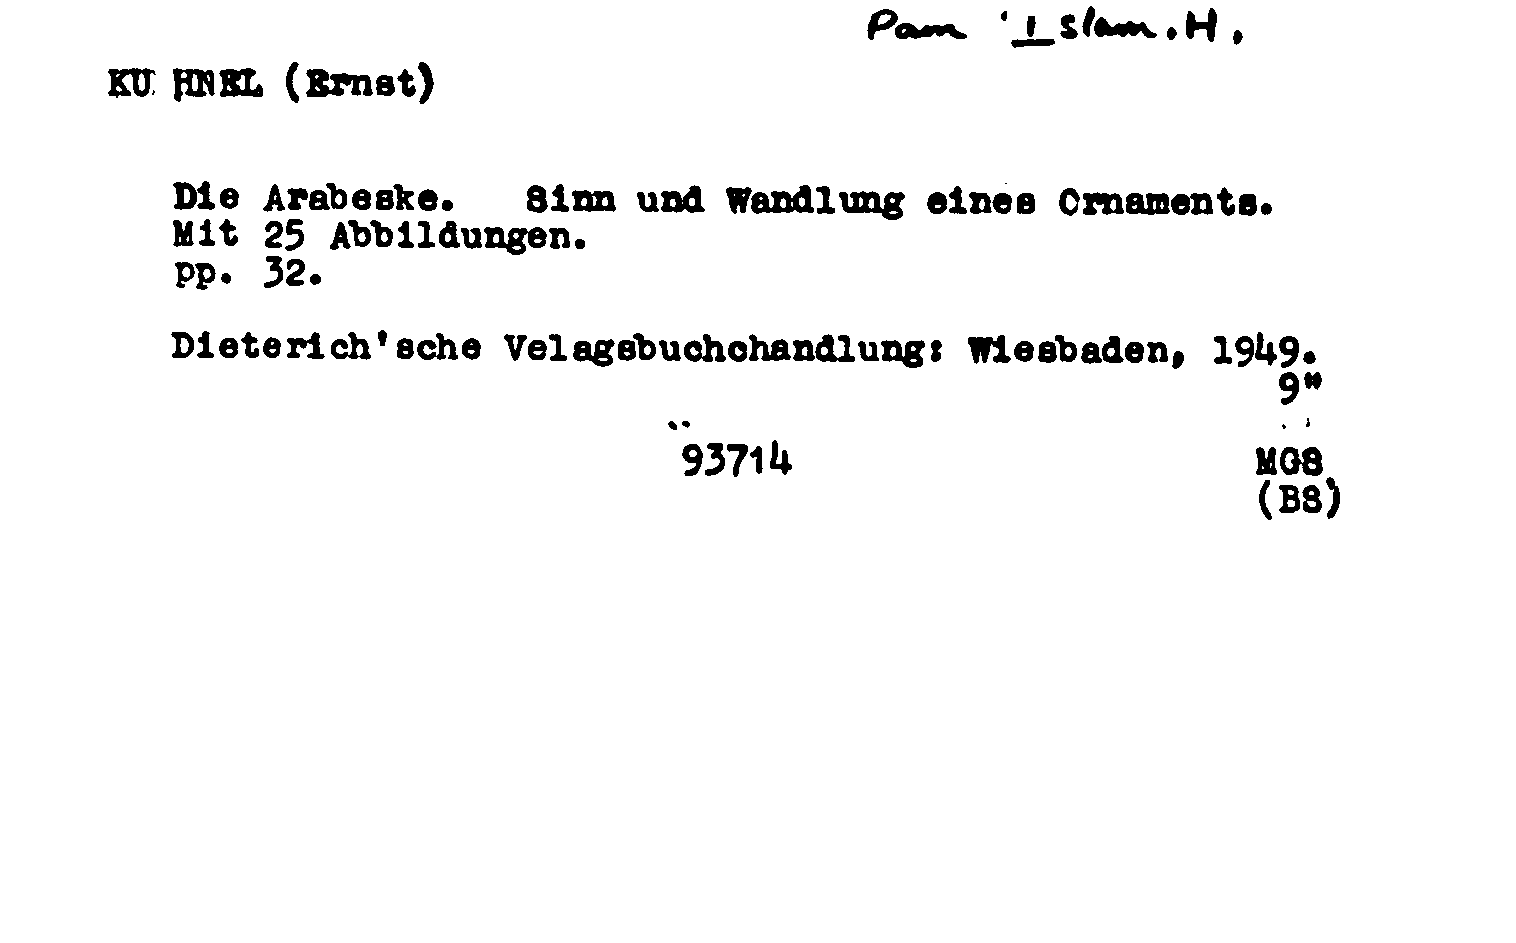 Pam Islam.H.
KU HNEL (Ernst)
Die Arabeske. Sinn und Wandlung eines Ornaments.
Mit 25 Abbildungen.
pp. 32.
Dieterich'sche Velagsbuchchandlung: Wiesbaden, 1949.
9"
93714 MG8
(B8)